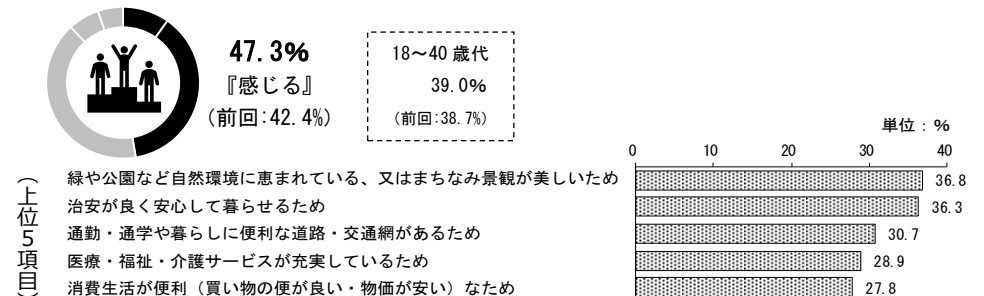 47.3%
『感じる』
(前回:42.4%)
18~40歳代
39.0%
(前回:38.7%)
単位:%
0 10 20 30 40
(上位5項目)
緑や公園など自然環境に恵まれている、又はまちなみ景観が美しいため 36.8
治安が良く安心して暮らせるため 36.3
通勤・通学や暮らしに便利な道路・交通網があるため 30.7
医療・福祉・介護サービスが充実しているため 28.9
消費生活が便利(買い物の便が良い・物価が安い)なため 27.8